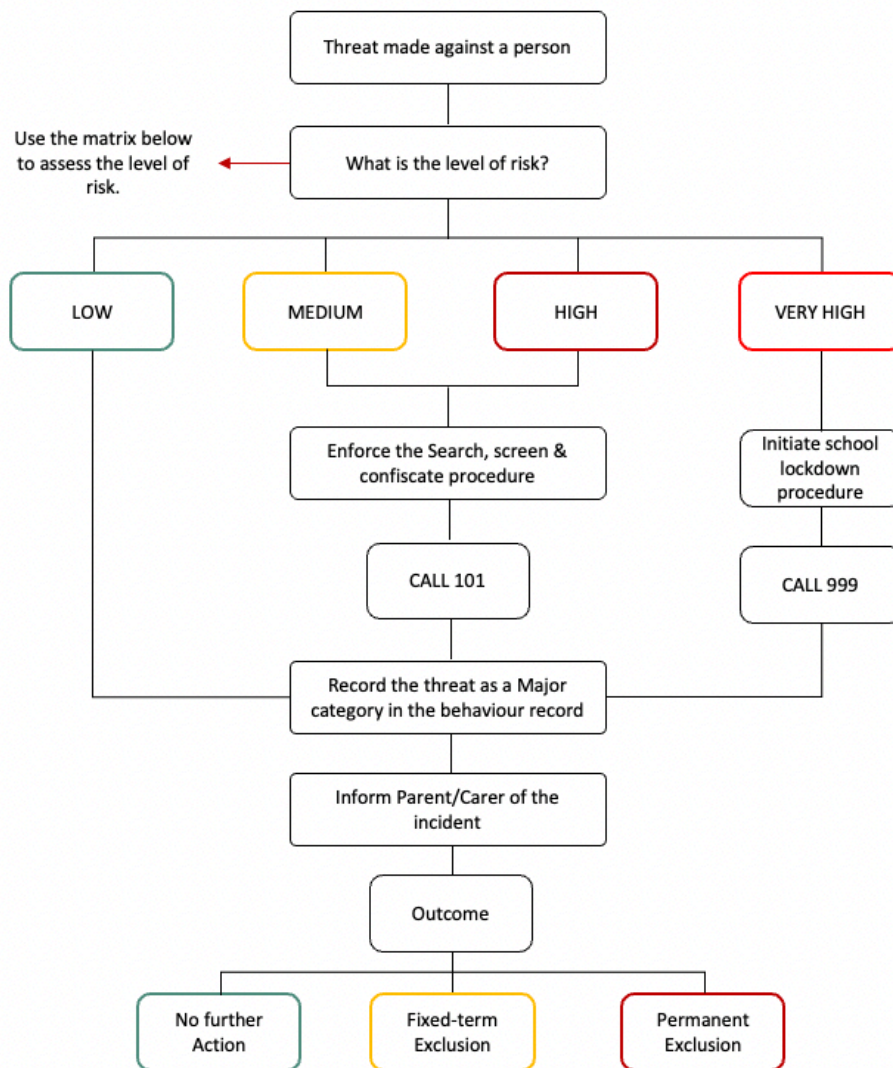 Threat made against a person
Use the matrix below
to assess the level of
risk.
What is the level of risk?
LOW
MEDIUM
HIGH
VERY HIGH
Enforce the Search, screen &
confiscate procedure
Initiate school
lockdown
procedure
CALL 101
CALL 999
Record the threat as a Major
category in the behaviour record
Inform Parent/Carer of the
incident
Outcome
No further
Action
Fixed-term
Exclusion
Permanent
Exclusion